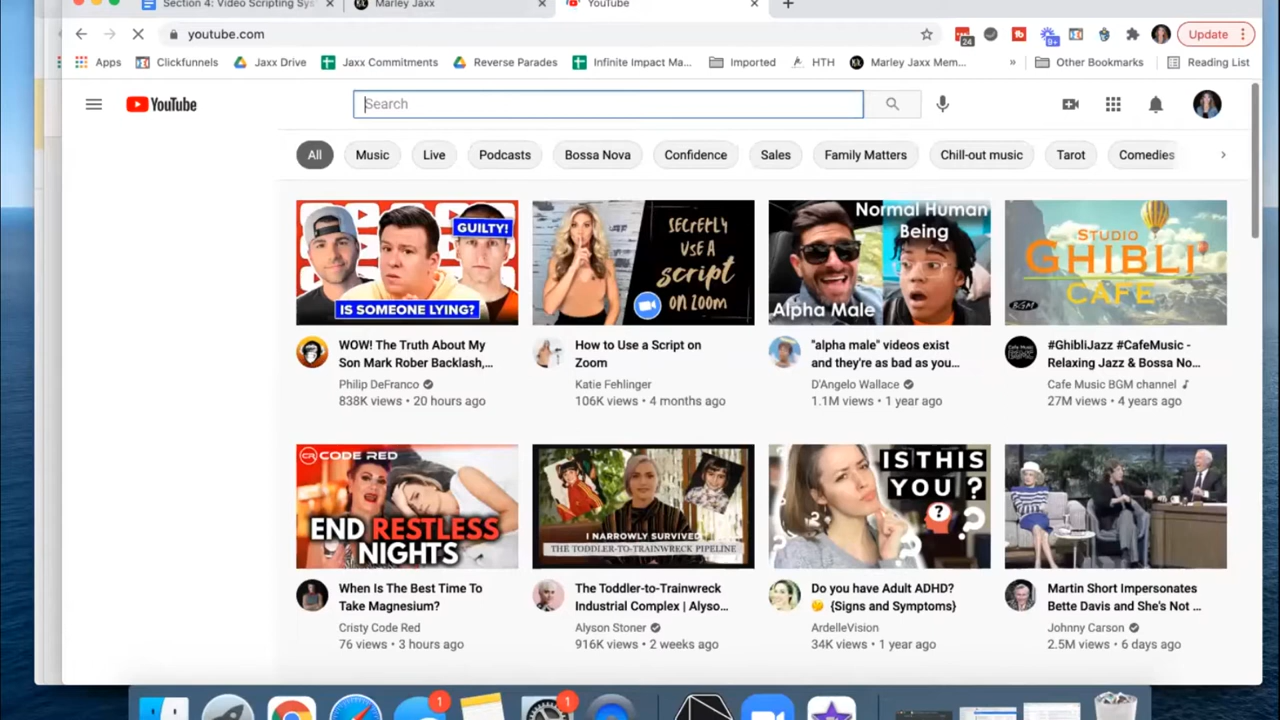 Section 4: Video Scripting Sys
Marley Jaxx
YouTube
youtube.com
24
9+
Update
Apps
Clickfunnels
Jaxx Drive
Jaxx Commitments
Reverse Parades
Infinite Impact Ma...
Imported
HTH
Marley Jaxx Mem...
»
Other Bookmarks
Reading List
YouTube
Search
All
Music
Live
Podcasts
Bossa Nova
Confidence
Sales
Family Matters
Chill-out music
Tarot
Comedies
GUILTY!
IS SOMEONE LYING?
SECRETLY
USE A
script
ON ZOOM
Normal Human
Being
Alpha Male
STUDIO
GHIBLI
CAFE
BGM
WOW! The Truth About My
Son Mark Rober Backlash,...
Philip DeFranco
838K views • 20 hours ago
How to Use a Script on
Zoom
Katie Fehlinger
106K views • 4 months ago
"alpha male" videos exist
and they're as bad as you...
D'Angelo Wallace
1.1M views • 1 year ago
#GhibliJazz #CafeMusic -
Relaxing Jazz & Bossa No...
Cafe Music BGM channel
27M views • 4 years ago
CR CODE RED
END RESTLESS
NIGHTS
I NARROWLY SURVIVED
THE TODDLER-TO-TRAINWRECK PIPELINE
IS THIS
YOU ?
When Is The Best Time To
Take Magnesium?
Cristy Code Red
76 views • 3 hours ago
The Toddler-to-Trainwreck
Industrial Complex | Alyso...
Alyson Stoner
916K views • 2 weeks ago
Do you have Adult ADHD?
🤔 {Signs and Symptoms}
ArdelleVision
34K views • 1 year ago
Martin Short Impersonates
Bette Davis and She's Not ...
Johnny Carson
2.5M views • 6 days ago
1
1